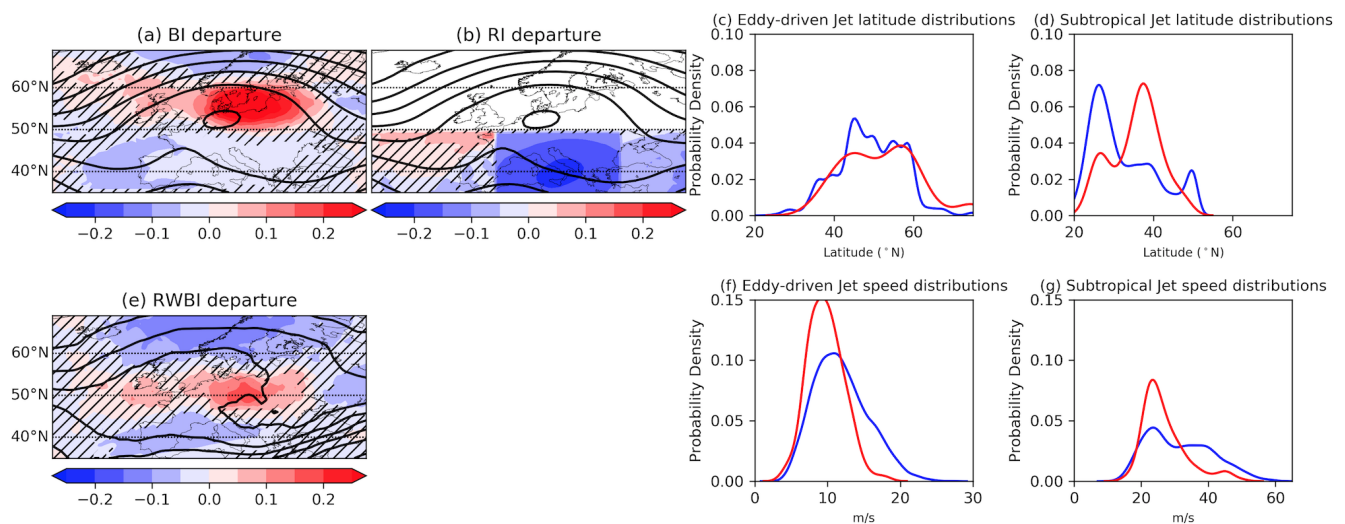 (a) BI departure
(b) RI departure
(c) Eddy-driven Jet latitude distributions
(d) Subtropical Jet latitude distributions
60°N
50°N
40°N
−0.2 −0.1 0.0 0.1 0.2
−0.2 −0.1 0.0 0.1 0.2
Probability Density
0.10
0.08
0.06
0.04
0.02
0.00
20 40 60
Latitude (°N)
Probability Density
0.10
0.08
0.06
0.04
0.02
0.00
20 40 60
Latitude (°N)
(e) RWBI departure
(f) Eddy-driven Jet speed distributions
(g) Subtropical Jet speed distributions
60°N
50°N
40°N
−0.2 −0.1 0.0 0.1 0.2
Probability Density
0.15
0.10
0.05
0.00
0 10 20 30
m/s
Probability Density
0.15
0.10
0.05
0.00
0 20 40 60
m/s